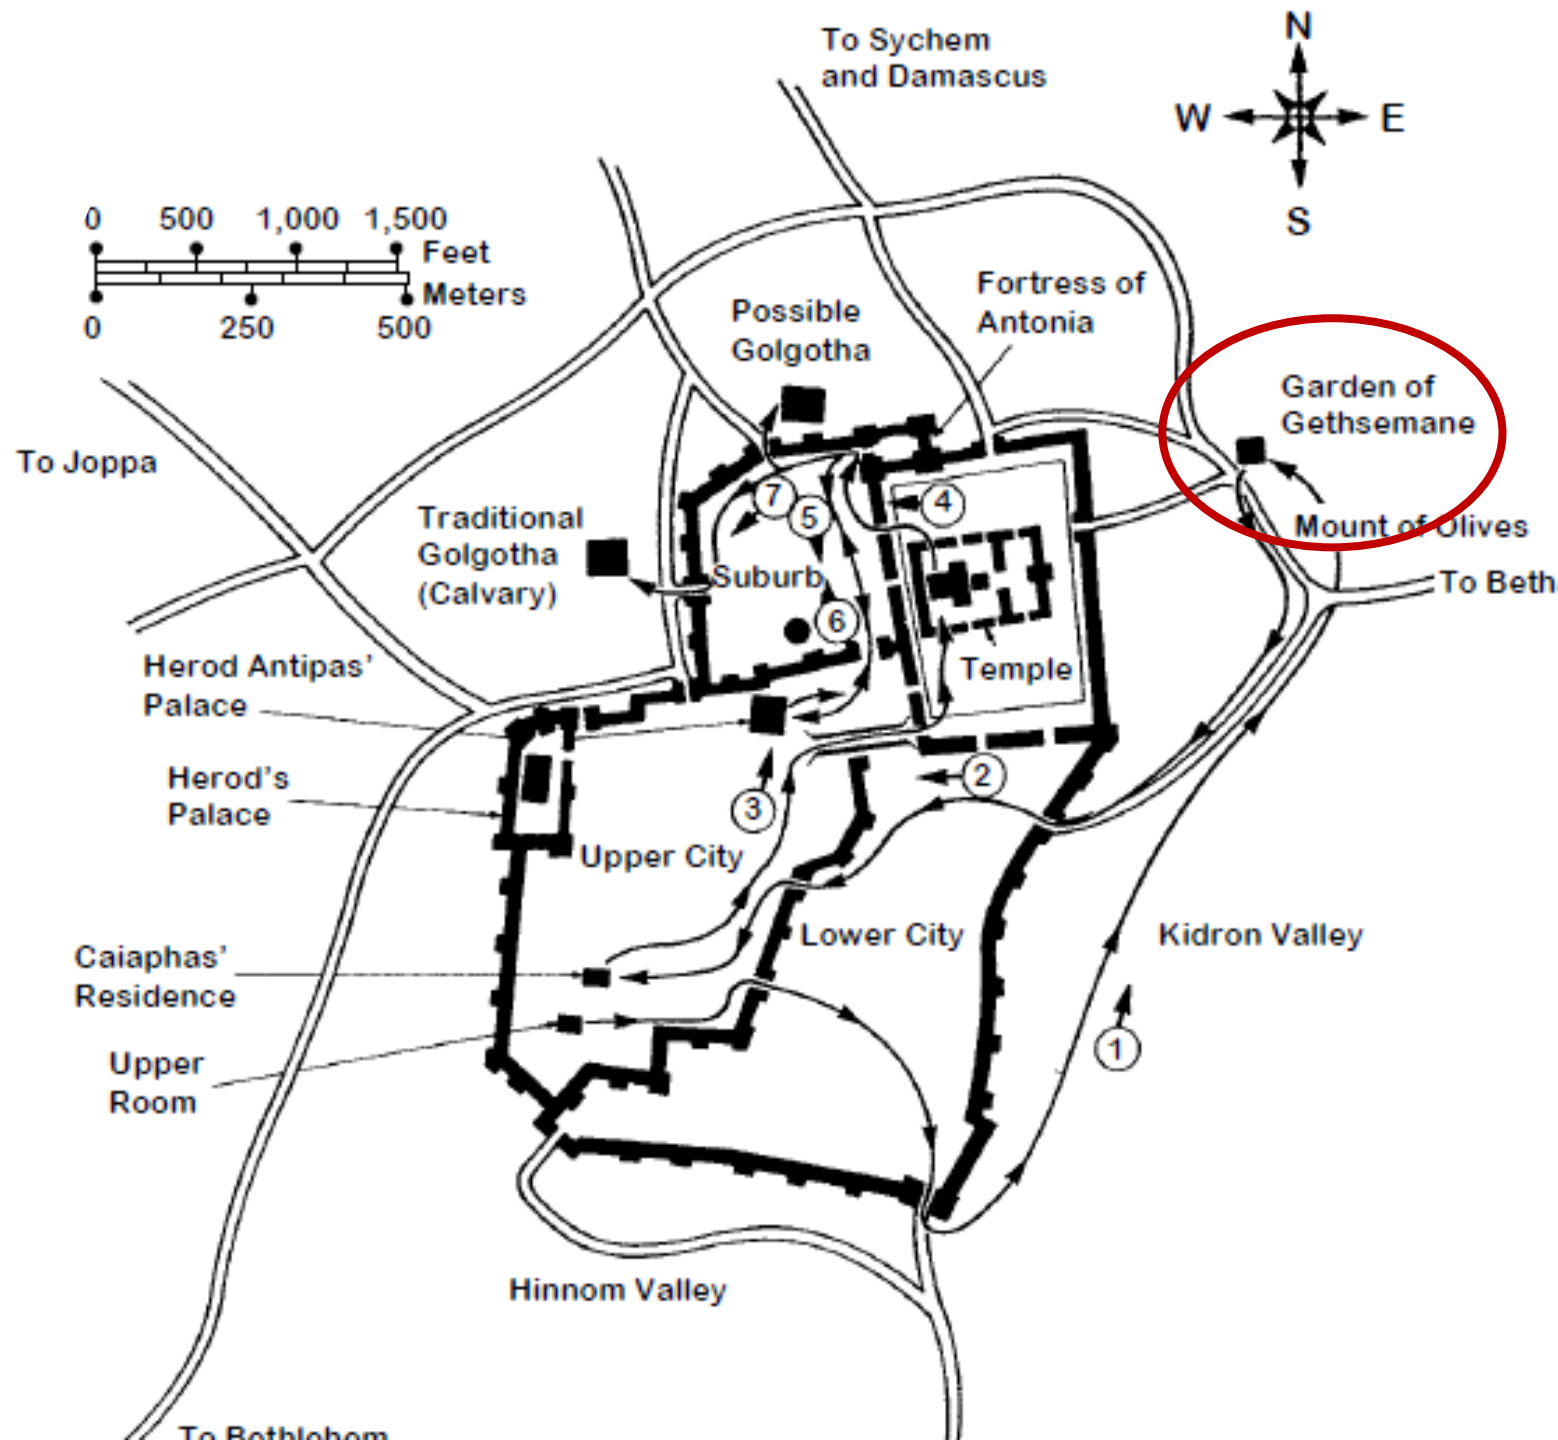 To Sychem
and Damascus
N
W
E
S
0 500 1,000 1,500
Feet
Meters
0 250 500
Possible
Golgotha
Fortress of
Antonia
Garden of
Gethsemane
Mount of Olives
To Joppa
Traditional
Golgotha
(Calvary)
7
5
4
Suburb
6
To Beth
Temple
Herod Antipas'
Palace
Herod's
Palace
2
3
Upper City
Lower City
Kidron Valley
Caiaphas'
Residence
1
Upper
Room
Hinnom Valley
To Bethlehem